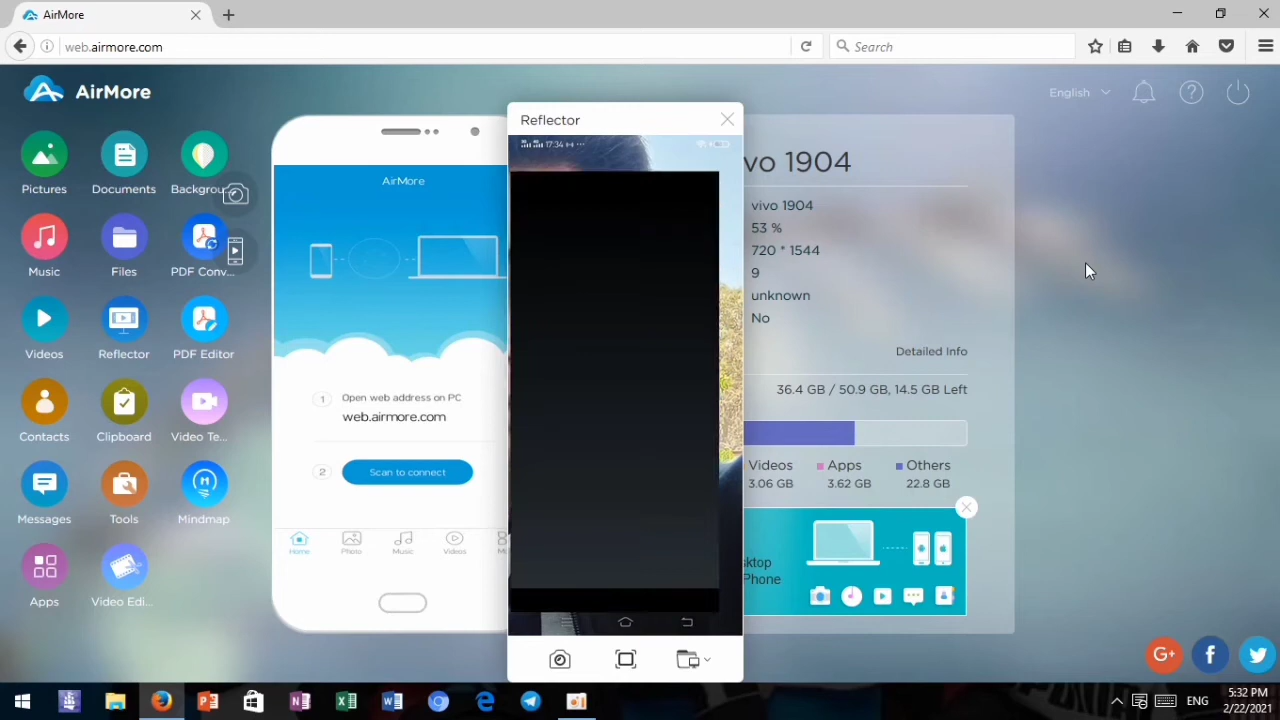 AirMore
web.airmore.com
Search
AirMore
English
Pictures
Documents
Backgrou
Music
Files
PDF Conv...
Videos
Reflector
PDF Editor
Contacts
Clipboard
Video Te...
Messages
Tools
Mindmap
Apps
Video Edi...
AirMore
1 Open web address on PC
web.airmore.com
2 Scan to connect
Home
Photo
Music
Videos
Reflector
17:34
vo 1904
vivo 1904
53 %
720 * 1544
9
unknown
No
Detailed Info
36.4 GB / 50.9 GB, 14.5 GB Left
Videos
Apps
Others
3.06 GB
3.62 GB
22.8 GB
sktop
Phone
G+
ENG
5:32 PM
2/22/2021